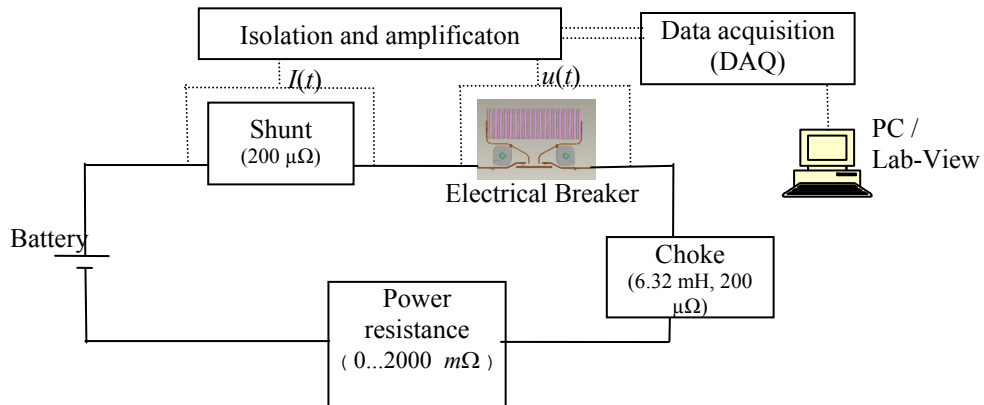 Isolation and amplificaton
Data acquisition
(DAQ)
I(t)
u(t)
Shunt
(200 µΩ)
PC /
Lab-View
Electrical Breaker
Battery
Choke
(6.32 mH, 200
µΩ)
Power
resistance
( 0...2000 mΩ )